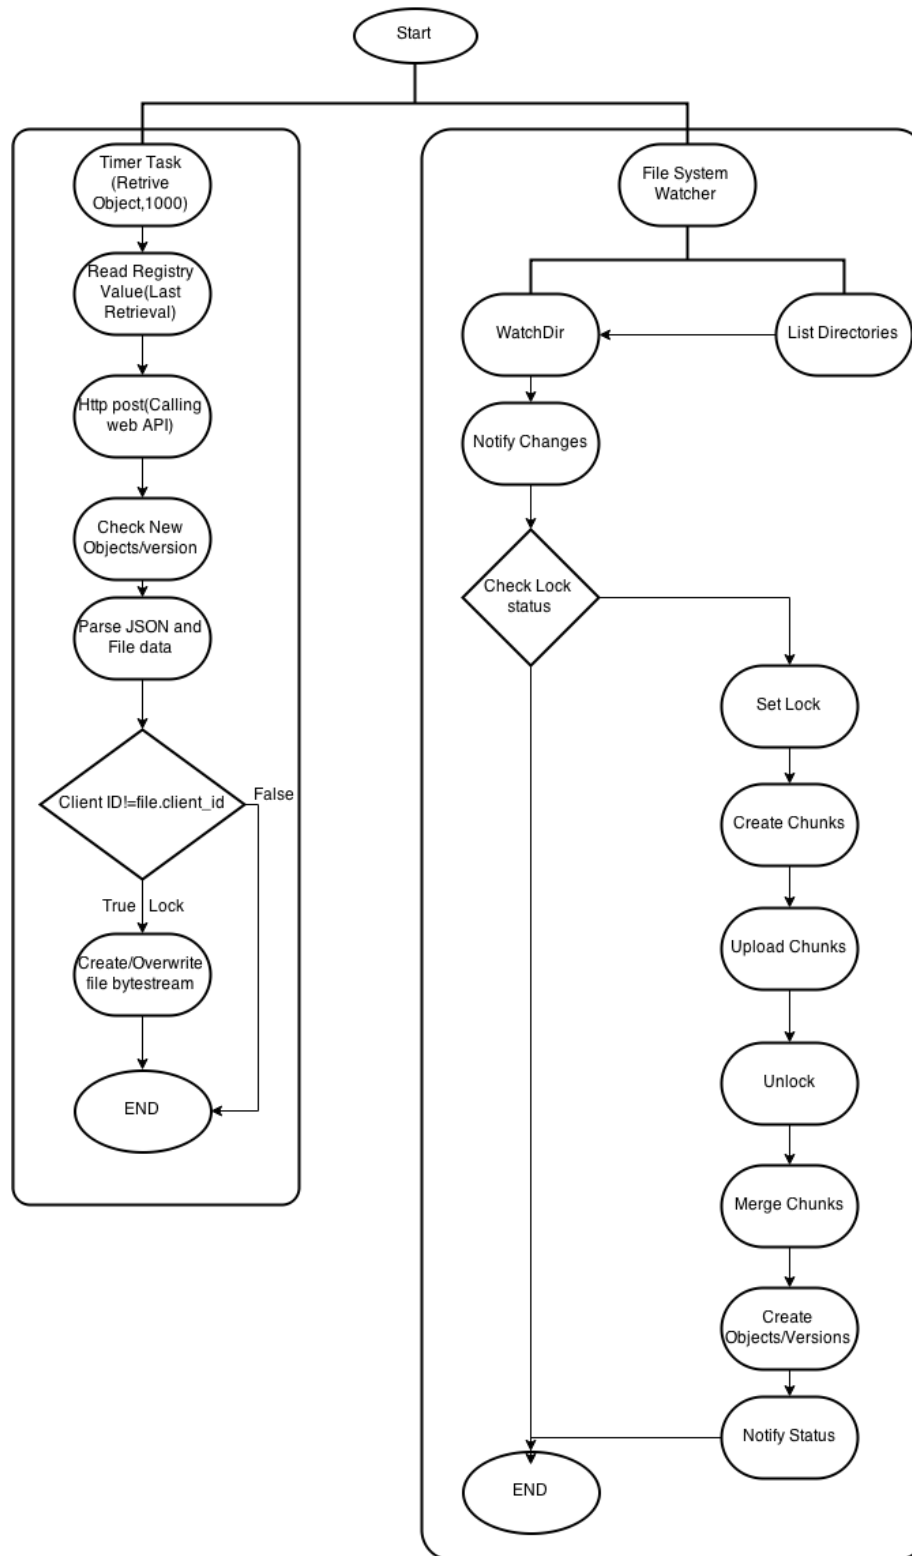 Start
Timer Task
(Retrive
Object,1000)
Read Registry
Value(Last
Retrieval)
Http post(Calling
web API)
Check New
Objects/version
Parse JSON and
File data
Client ID!=file.client_id
False
True
Lock
Create/Overwrite
file bytestream
END
File System
Watcher
WatchDir
List Directories
Notify Changes
Check Lock
status
Set Lock
Create Chunks
Upload Chunks
Unlock
Merge Chunks
Create
Objects/Versions
Notify Status
END